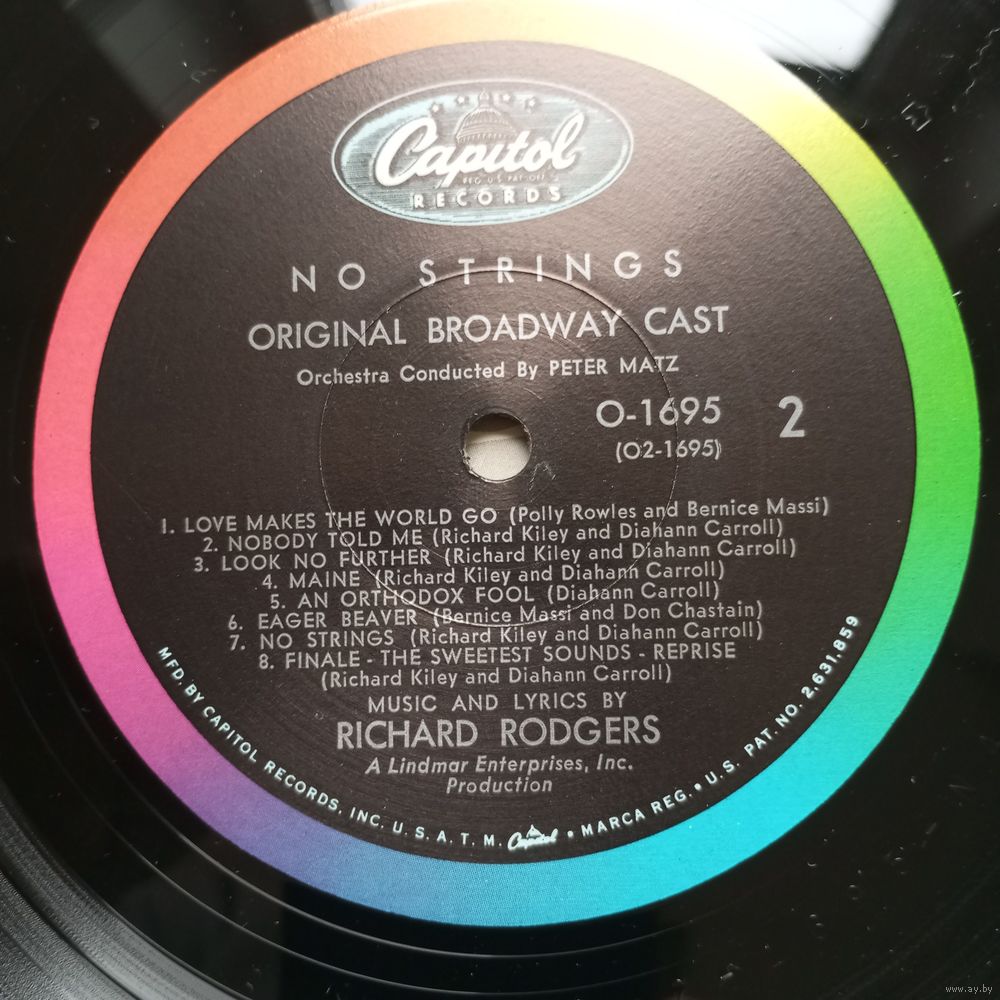 Capitol
REG. U.S. PAT. OFF.
RECORDS
NO STRINGS
ORIGINAL BROADWAY CAST
Orchestra Conducted By PETER MATZ
O-1695
2
(O2-1695)
1. LOVE MAKES THE WORLD GO (Polly Rowles and Bernice Massi)
2. NOBODY TOLD ME (Richard Kiley and Diahann Carroll)
3. LOOK NO FURTHER (Richard Kiley and Diahann Carroll)
4. MAINE (Richard Kiley and Diahann Carroll)
5. AN ORTHODOX FOOL (Diahann Carroll)
6. EAGER BEAVER (Bernice Massi and Don Chastain)
7. NO STRINGS (Richard Kiley and Diahann Carroll)
8. FINALE - THE SWEETEST SOUNDS - REPRISE
(Richard Kiley and Diahann Carroll)
MUSIC AND LYRICS BY
RICHARD RODGERS
A Lindmar Enterprises, Inc.
Production
MFD. BY CAPITOL RECORDS, INC. U.S.A. T.M. Capitol • MARCA REG. • U.S. PAT. NO. 2,631,859
www.ay.by